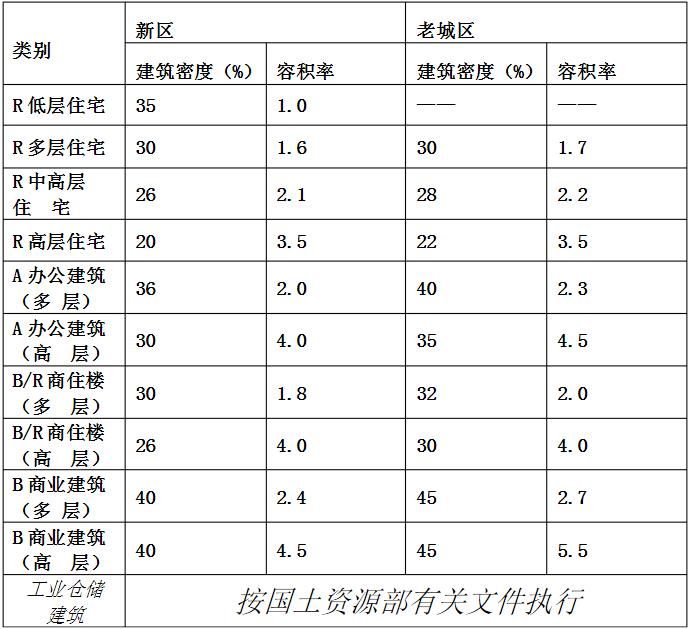 类别 新区 老城区
建筑密度（%） 容积率 建筑密度（%） 容积率
R 低层住宅 35 1.0 —— ——
R 多层住宅 30 1.6 30 1.7
R 中高层
住 宅 26 2.1 28 2.2
R 高层住宅 20 3.5 22 3.5
A 办公建筑
（多 层） 36 2.0 40 2.3
A 办公建筑
（高 层） 30 4.0 35 4.5
B/R 商住楼
（多 层） 30 1.8 32 2.0
B/R 商住楼
（高 层） 26 4.0 30 4.0
B 商业建筑
（多 层） 40 2.4 45 2.7
B 商业建筑
（高 层） 40 4.5 45 5.5
工业仓储
建筑 按国土资源部有关文件执行